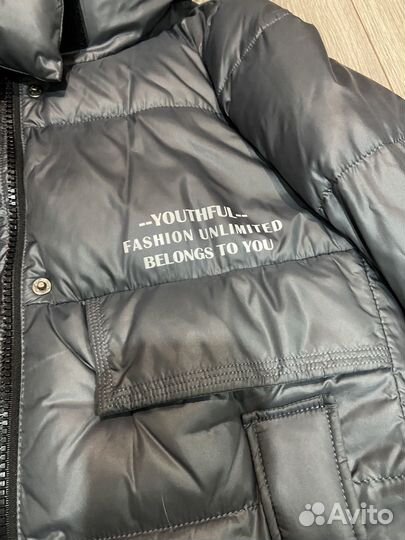 --YOUTHFUL--
FASHION UNLIMITED
BELONGS TO YOU
Avito